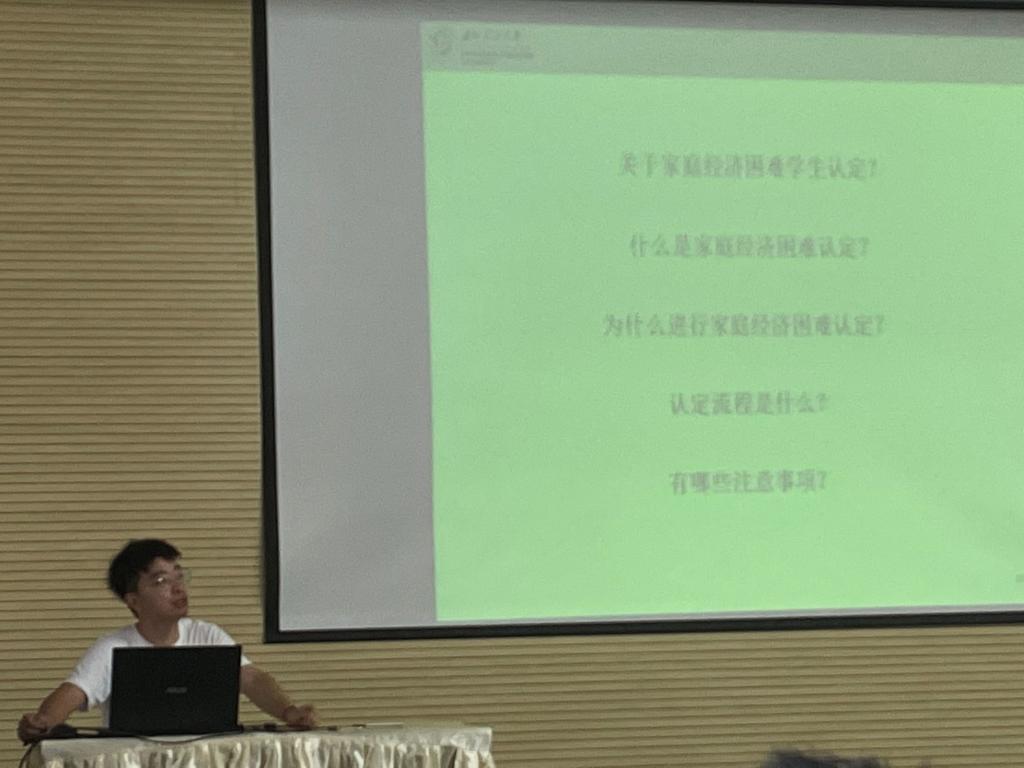 关于家庭经济困难学生认定?
什么是家庭经济困难认定?
为什么进行家庭经济困难认定?
认定流程是什么?
有哪些注意事项?
ASUS